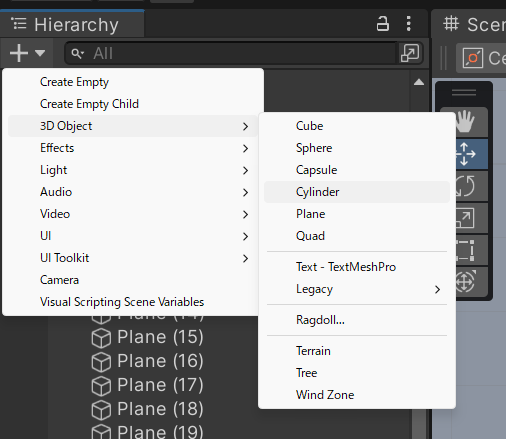 Hierarchy
All
Create Empty
Create Empty Child
3D Object
Effects
Light
Audio
Video
UI
UI Toolkit
Camera
Visual Scripting Scene Variables
Cube
Sphere
Capsule
Cylinder
Plane
Quad
Text - TextMeshPro
Legacy
Ragdoll...
Terrain
Tree
Wind Zone
Plane (14)
Plane (15)
Plane (16)
Plane (17)
Plane (18)
Plane (19)
Scen
Ce